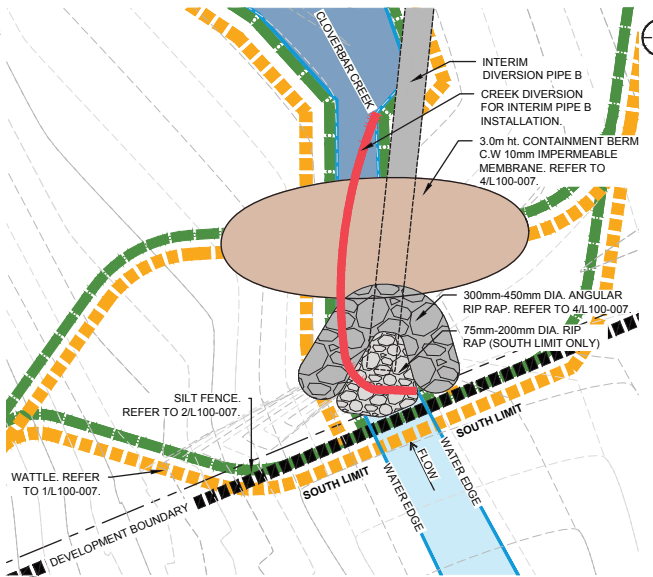 CLOVERBAR CREEK
INTERIM
DIVERSION PIPE B
CREEK DIVERSION
FOR INTERIM PIPE B
INSTALLATION.
3.0m ht. CONTAINMENT BERM
C.W 10mm IMPERMEABLE
MEMBRANE. REFER TO
4/L100-007.
300mm-450mm DIA. ANGULAR
RIP RAP. REFER TO 4/L100-007.
75mm-200mm DIA. RIP
RAP (SOUTH LIMIT ONLY)
SILT FENCE.
REFER TO 2/L100-007.
WATTLE. REFER
TO 1/L100-007.
SOUTH LIMIT
SOUTH LIMIT
FLOW
WATER EDGE
WATER EDGE
DEVELOPMENT BOUNDARY